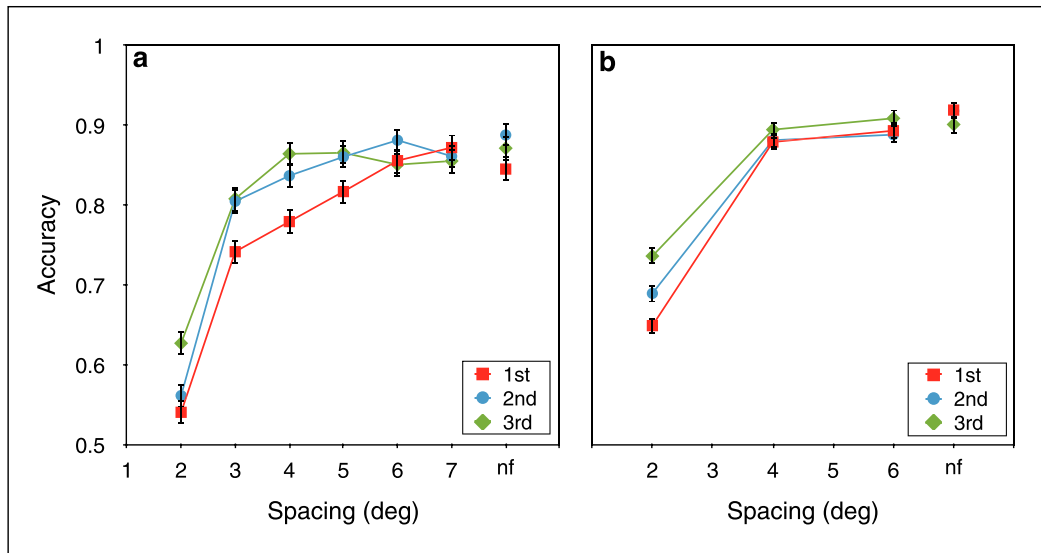 a
b
Accuracy
1
0.9
0.8
0.7
0.6
0.5
1st
2nd
3rd
1st
2nd
3rd
1 2 3 4 5 6 7 nf
2 3 4 5 6 nf
Spacing (deg)
Spacing (deg)